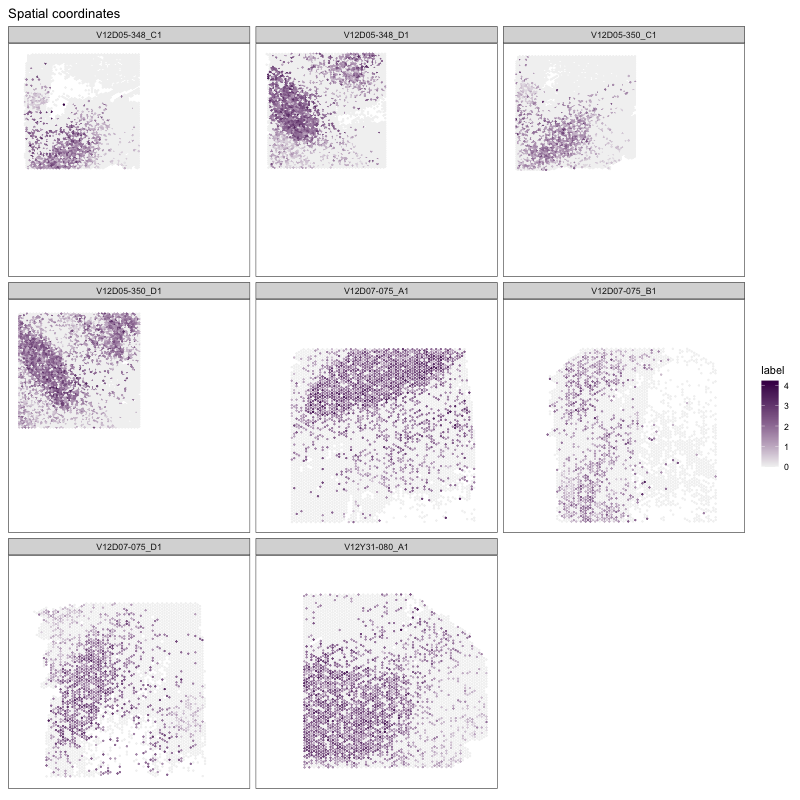 Spatial coordinates
V12D05-348_C1
V12D05-348_D1
V12D05-350_C1
V12D05-350_D1
V12D07-075_A1
V12D07-075_B1
label
4
3
2
1
0
V12D07-075_D1
V12Y31-080_A1